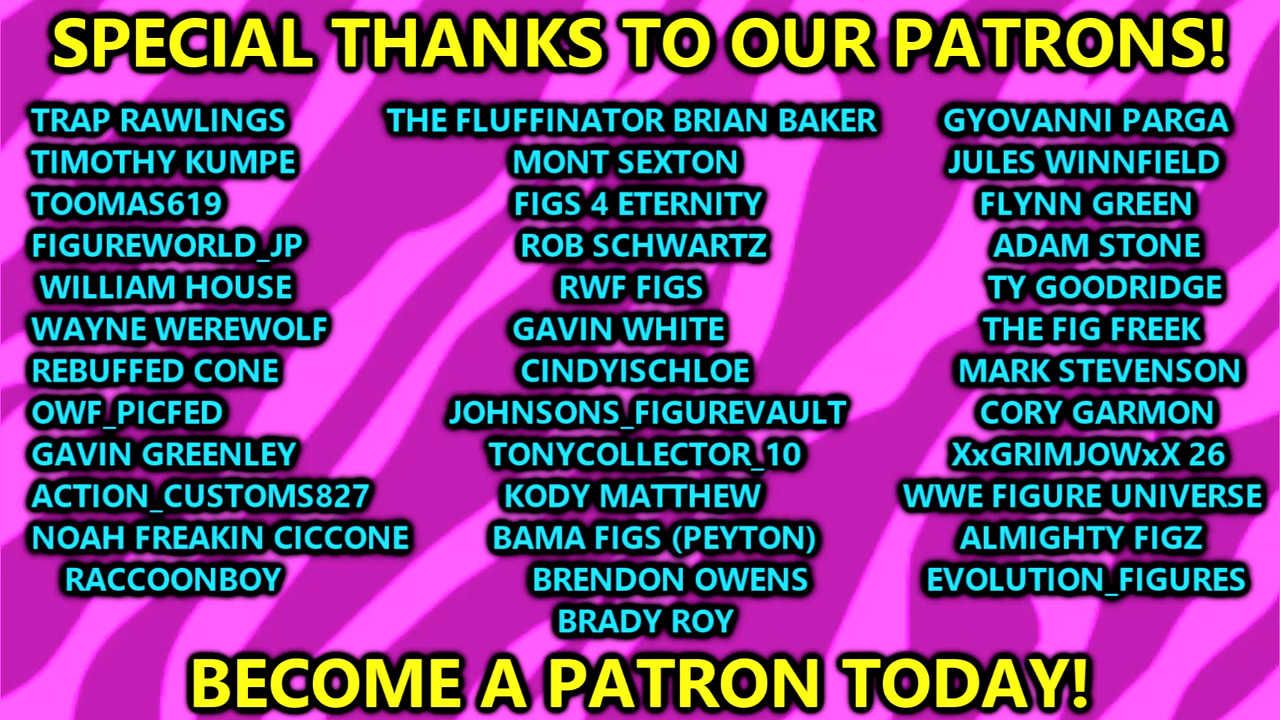 SPECIAL THANKS TO OUR PATRONS!
TRAP RAWLINGS
TIMOTHY KUMPE
TOOMAS619
FIGUREWORLD_JP
WILLIAM HOUSE
WAYNE WEREWOLF
REBUFFED CONE
OWF_PICFED
GAVIN GREENLEY
ACTION_CUSTOMS827
NOAH FREAKIN CICCONE
RACCOONBOY
THE FLUFFINATOR BRIAN BAKER
MONT SEXTON
FIGS 4 ETERNITY
ROB SCHWARTZ
RWF FIGS
GAVIN WHITE
CINDYISCHLOE
JOHNSONS_FIGUREVAULT
TONYCOLLECTOR_10
KODY MATTHEW
BAMA FIGS (PEYTON)
BRENDON OWENS
BRADY ROY
GYOVANNI PARGA
JULES WINNFIELD
FLYNN GREEN
ADAM STONE
TY GOODRIDGE
THE FIG FREEK
MARK STEVENSON
CORY GARMON
XxGRIMJOWxX 26
WWE FIGURE UNIVERSE
ALMIGHTY FIGZ
EVOLUTION_FIGURES
BECOME A PATRON TODAY!